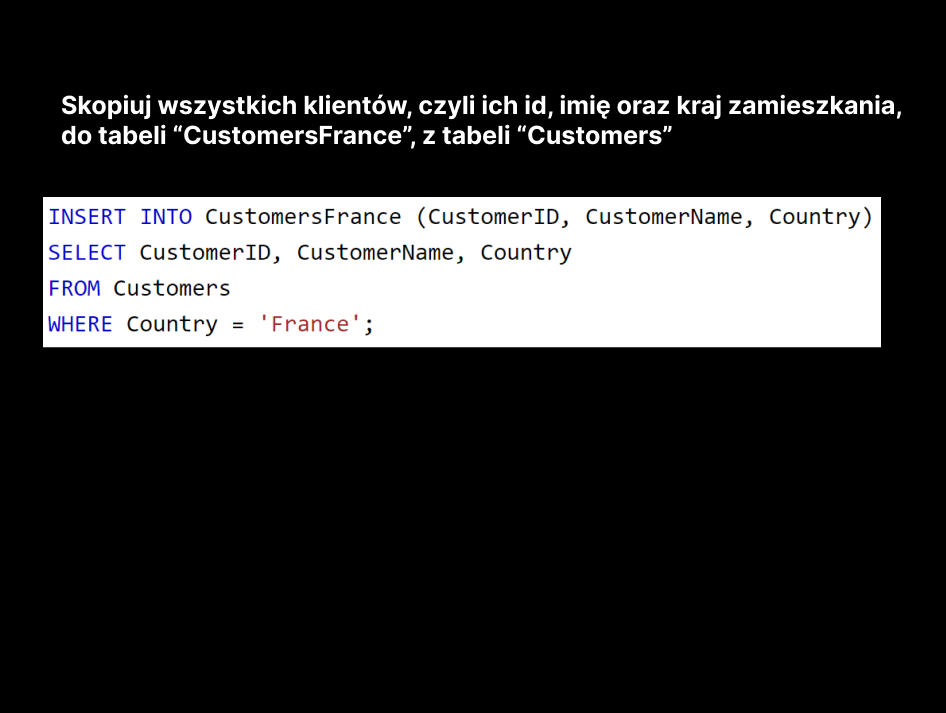 Skopiuj wszystkich klientów, czyli ich id, imię oraz kraj zamieszkania,
do tabeli “CustomersFrance”, z tabeli “Customers”
INSERT INTO CustomersFrance (CustomerID, CustomerName, Country)
SELECT CustomerID, CustomerName, Country
FROM Customers
WHERE Country = 'France';